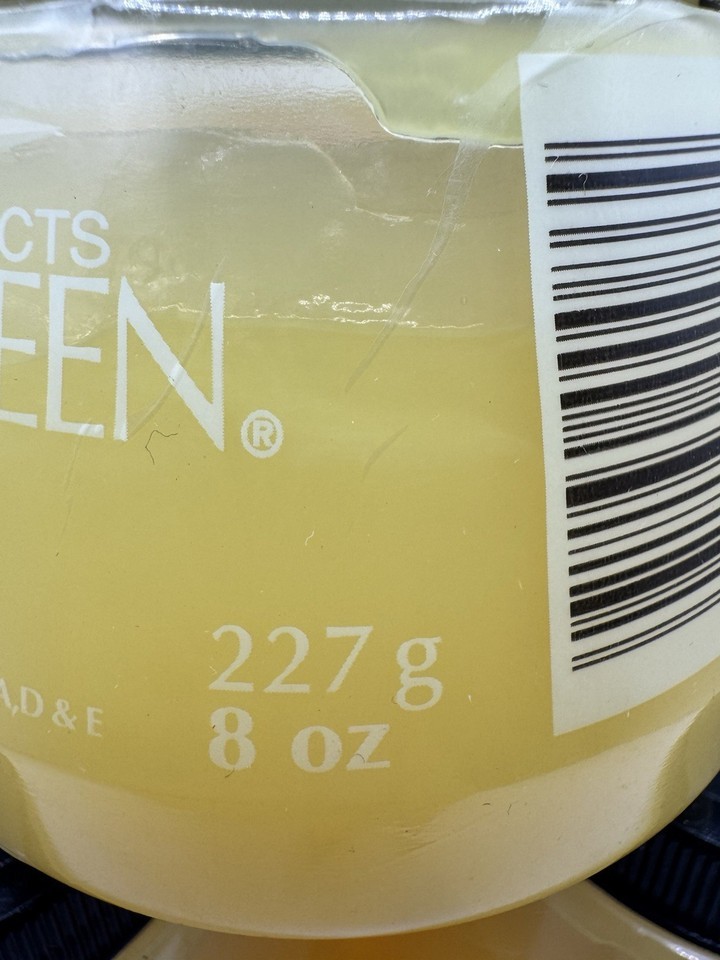 CTS
EEN®
A,D & E
227 g
8 oz